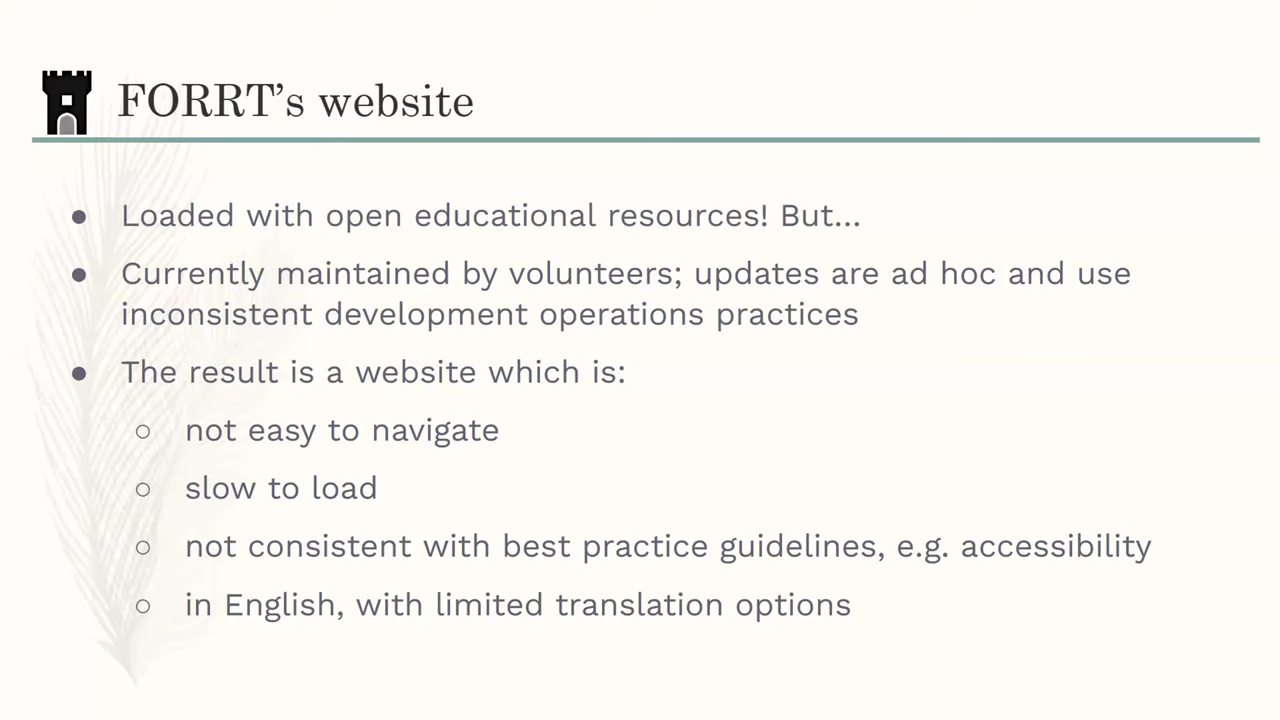 FORRT’s website
● Loaded with open educational resources! But…
● Currently maintained by volunteers; updates are ad hoc and use
inconsistent development operations practices
● The result is a website which is:
○ not easy to navigate
○ slow to load
○ not consistent with best practice guidelines, e.g. accessibility
○ in English, with limited translation options